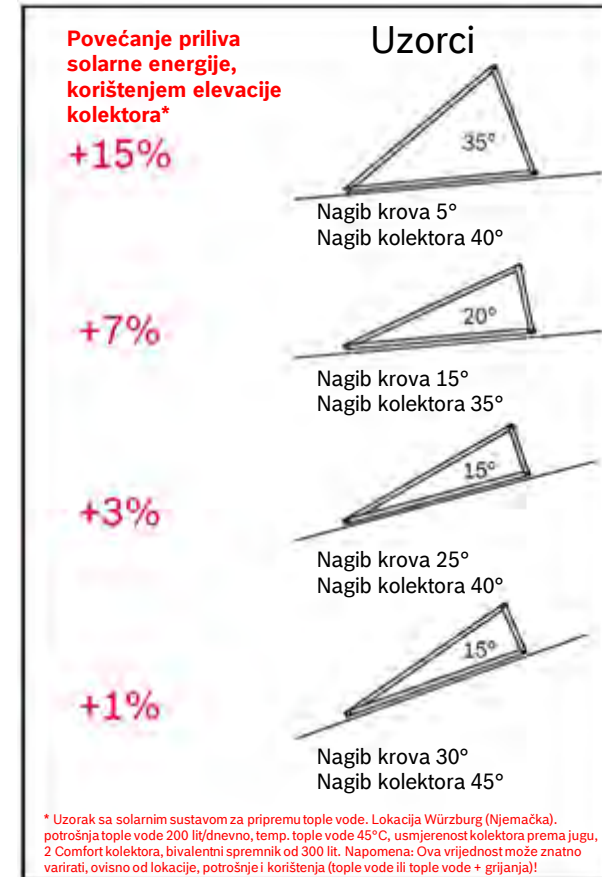 Povećanje priliva
solarne energije,
korištenjem elevacije
kolektora*
Uzorci
+15%
35°
Nagib krova 5°
Nagib kolektora 40°
+7%
20°
Nagib krova 15°
Nagib kolektora 35°
+3%
15°
Nagib krova 25°
Nagib kolektora 40°
+1%
15°
Nagib krova 30°
Nagib kolektora 45°
* Uzorak sa solarnim sustavom za pripremu tople vode. Lokacija Würzburg (Njemačka).
potrošnja tople vode 200 lit/dnevno, temp. tople vode 45°C, usmjerenost kolektora prema jugu,
2 Comfort kolektora, bivalentni spremnik od 300 lit. Napomena: Ova vrijednost može znatno
varirati, ovisno od lokacije, potrošnje i korištenja (tople vode ili tople vode + grijanja)!